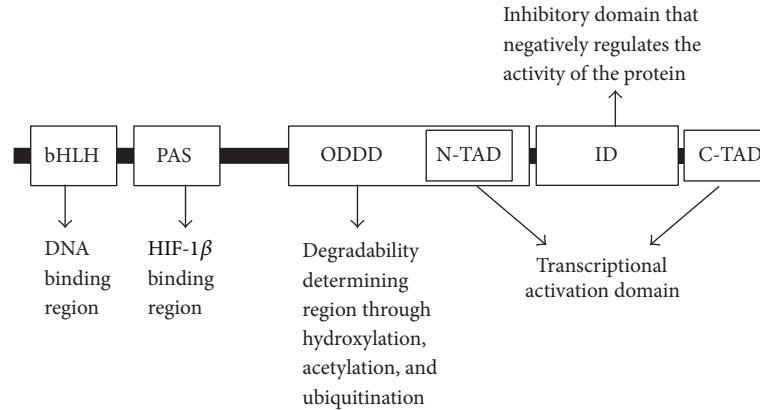 Inhibitory domain that
negatively regulates the
activity of the protein
bHLH
PAS
ODDD
N-TAD
ID
C-TAD
DNA
binding
region
HIF-1β
binding
region
Degradability
determining
region through
hydroxylation,
acetylation, and
ubiquitination
Transcriptional
activation domain